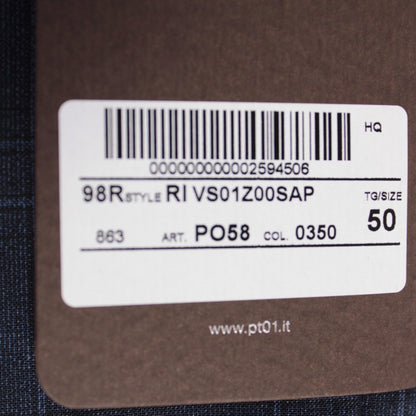 HQ
000000000002594506
98R STYLE RI VS01Z00SAP
TG/SIZE
50
863 ART. PO58 COL. 0350
www.pt01.it